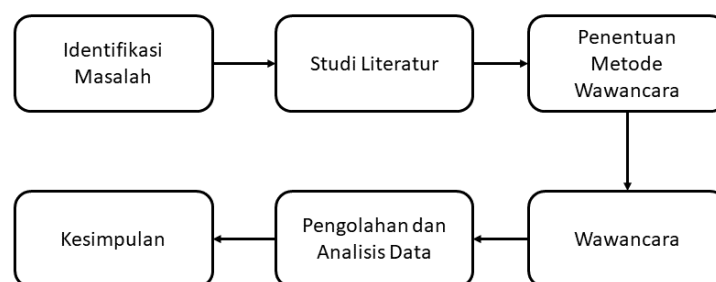 Identifikasi
Masalah
Studi Literatur
Penentuan
Metode
Wawancara
Wawancara
Pengolahan dan
Analisis Data
Kesimpulan